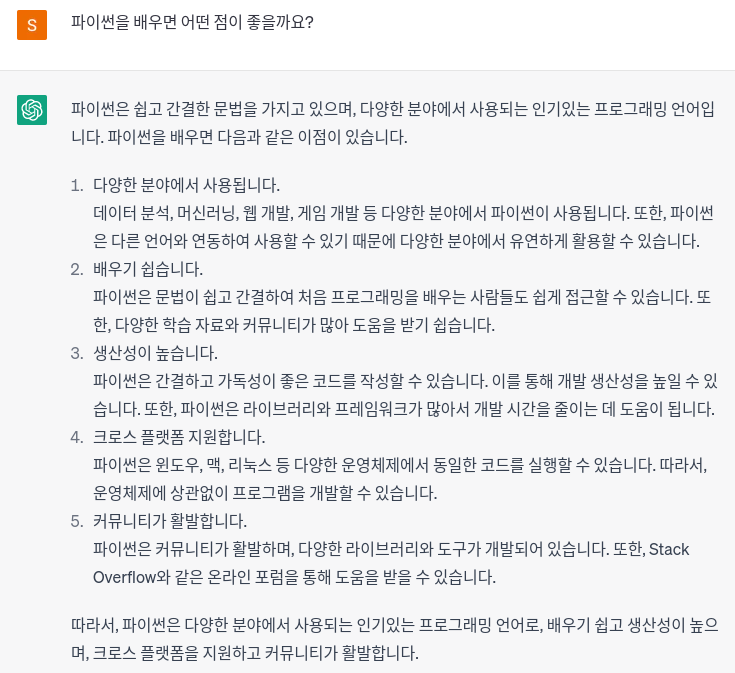 S
파이썬을 배우면 어떤 점이 좋을까요?
파이썬은 쉽고 간결한 문법을 가지고 있으며, 다양한 분야에서 사용되는 인기있는 프로그래밍 언어입
니다. 파이썬을 배우면 다음과 같은 이점이 있습니다.
1. 다양한 분야에서 사용됩니다.
데이터 분석, 머신러닝, 웹 개발, 게임 개발 등 다양한 분야에서 파이썬이 사용됩니다. 또한, 파이썬
은 다른 언어와 연동하여 사용할 수 있기 때문에 다양한 분야에서 유연하게 활용할 수 있습니다.
2. 배우기 쉽습니다.
파이썬은 문법이 쉽고 간결하여 처음 프로그래밍을 배우는 사람들도 쉽게 접근할 수 있습니다. 또
한, 다양한 학습 자료와 커뮤니티가 많아 도움을 받기 쉽습니다.
3. 생산성이 높습니다.
파이썬은 간결하고 가독성이 좋은 코드를 작성할 수 있습니다. 이를 통해 개발 생산성을 높일 수 있
습니다. 또한, 파이썬은 라이브러리와 프레임워크가 많아서 개발 시간을 줄이는 데 도움이 됩니다.
4. 크로스 플랫폼 지원합니다.
파이썬은 윈도우, 맥, 리눅스 등 다양한 운영체제에서 동일한 코드를 실행할 수 있습니다. 따라서,
운영체제에 상관없이 프로그램을 개발할 수 있습니다.
5. 커뮤니티가 활발합니다.
파이썬은 커뮤니티가 활발하며, 다양한 라이브러리와 도구가 개발되어 있습니다. 또한, Stack
Overflow와 같은 온라인 포럼을 통해 도움을 받을 수 있습니다.
따라서, 파이썬은 다양한 분야에서 사용되는 인기있는 프로그래밍 언어로, 배우기 쉽고 생산성이 높으
며, 크로스 플랫폼을 지원하고 커뮤니티가 활발합니다.